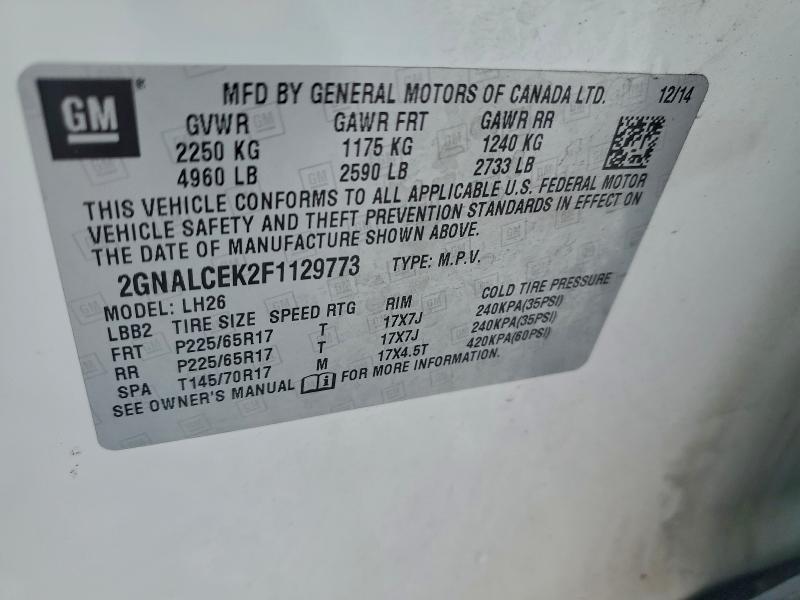 GM ® MFD BY GENERAL MOTORS OF CANADA LTD. 12/14
GVWR GAWR FRT GAWR RR
2250 KG 1175 KG 1240 KG
4960 LB 2590 LB 2733 LB
THIS VEHICLE CONFORMS TO ALL APPLICABLE U.S. FEDERAL MOTOR
VEHICLE SAFETY AND THEFT PREVENTION STANDARDS IN EFFECT ON
THE DATE OF MANUFACTURE SHOWN ABOVE.
2GNALCEK2F1129773 TYPE: M.P.V.
MODEL: LH26
LBB2 TIRE SIZE SPEED RTG RIM COLD TIRE PRESSURE
FRT P225/65R17 T 17X7J 240KPA(35PSI)
RR P225/65R17 T 17X7J 240KPA(35PSI)
SPA T145/70R17 M 17X4.5T 420KPA(60PSI)
SEE OWNER'S MANUAL FOR MORE INFORMATION.